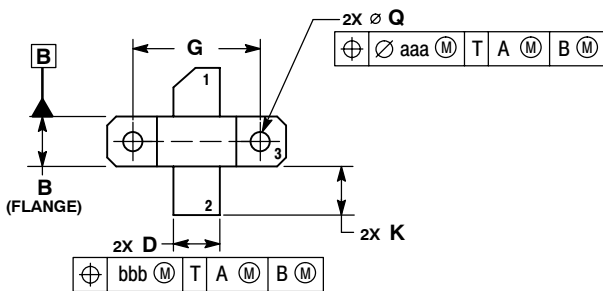 2X ⌀ Q
⌖ ⌀ aaa Ⓜ T A Ⓜ B Ⓜ
G
B
1
3
B
(FLANGE)
2
2X K
2X D
⌖ bbb Ⓜ T A Ⓜ B Ⓜ